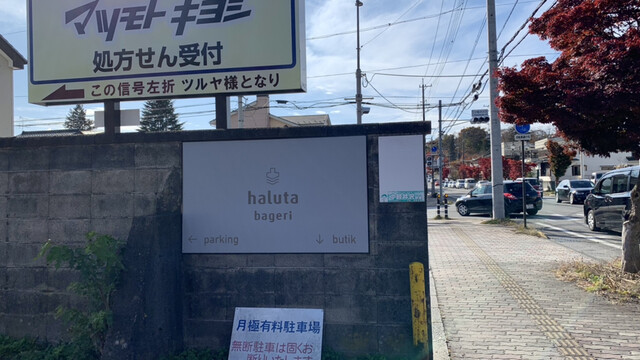 マツモトキヨシ
処方せん受付
この信号左折 ツルヤ様となり
haluta
bageri
← parking
↓ butik
月極有料駐車場
無断駐車は固くお